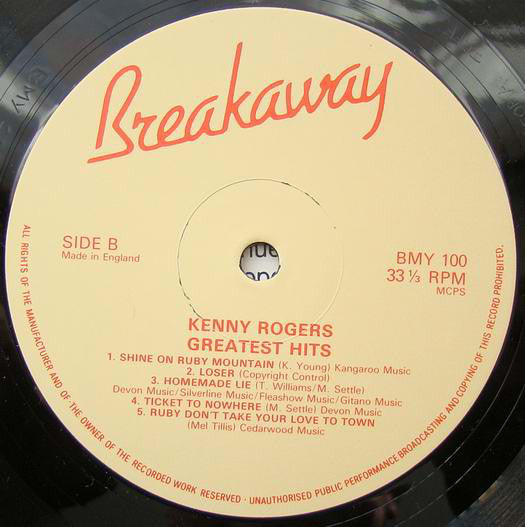 Breakaway
SIDE B
Made in England
BMY 100
33 ⅓ RPM
MCPS
KENNY ROGERS
GREATEST HITS
1. SHINE ON RUBY MOUNTAIN (K. Young) Kangaroo Music
2. LOSER (Copyright Control)
3. HOMEMADE LIE (T. Williams/M. Settle)
Devon Music/Silverline Music/Fleashow Music/Gitano Music
4. TICKET TO NOWHERE (M. Settle) Devon Music
5. RUBY DON'T TAKE YOUR LOVE TO TOWN
(Mel Tillis) Cedarwood Music
ALL RIGHTS OF THE MANUFACTURER AND OF THE OWNER OF THE RECORDED WORK RESERVED · UNAUTHORISED PUBLIC PERFORMANCE BROADCASTING AND COPYING OF THIS RECORD PROHIBITED.